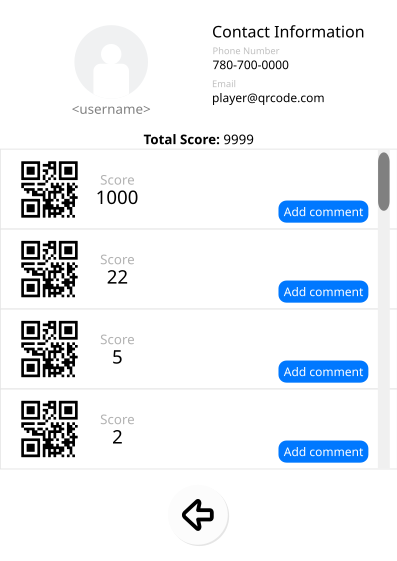 Contact Information
Phone Number
780-700-0000
Email
player@qrcode.com
<username>
Total Score: 9999
Score
1000
Add comment
Score
22
Add comment
Score
5
Add comment
Score
2
Add comment